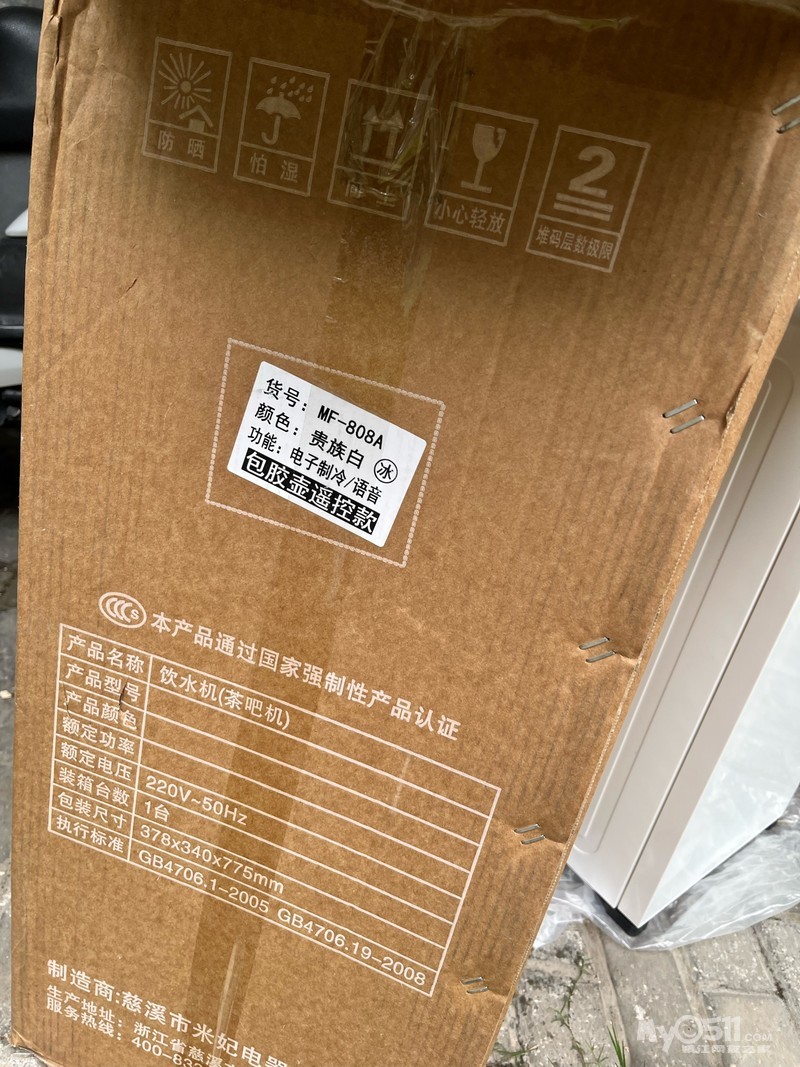 防晒
怕湿
向上
小心轻放
2
堆码层数极限
货号: MF-808A
颜色: 贵族白 冰
功能: 电子制冷/语音
包胶壶遥控款
CCC S
本产品通过国家强制性产品认证
产品名称 饮水机(茶吧机)
产品型号
产品颜色
额定功率
额定电压 220V~50Hz
装箱台数 1台
包装尺寸 378x340x775mm
执行标准 GB4706.1-2005 GB4706.19-2008
制造商:慈溪市米妃电器
生产地址: 浙江省慈溪
服务热线: 400-83
My0511.COM